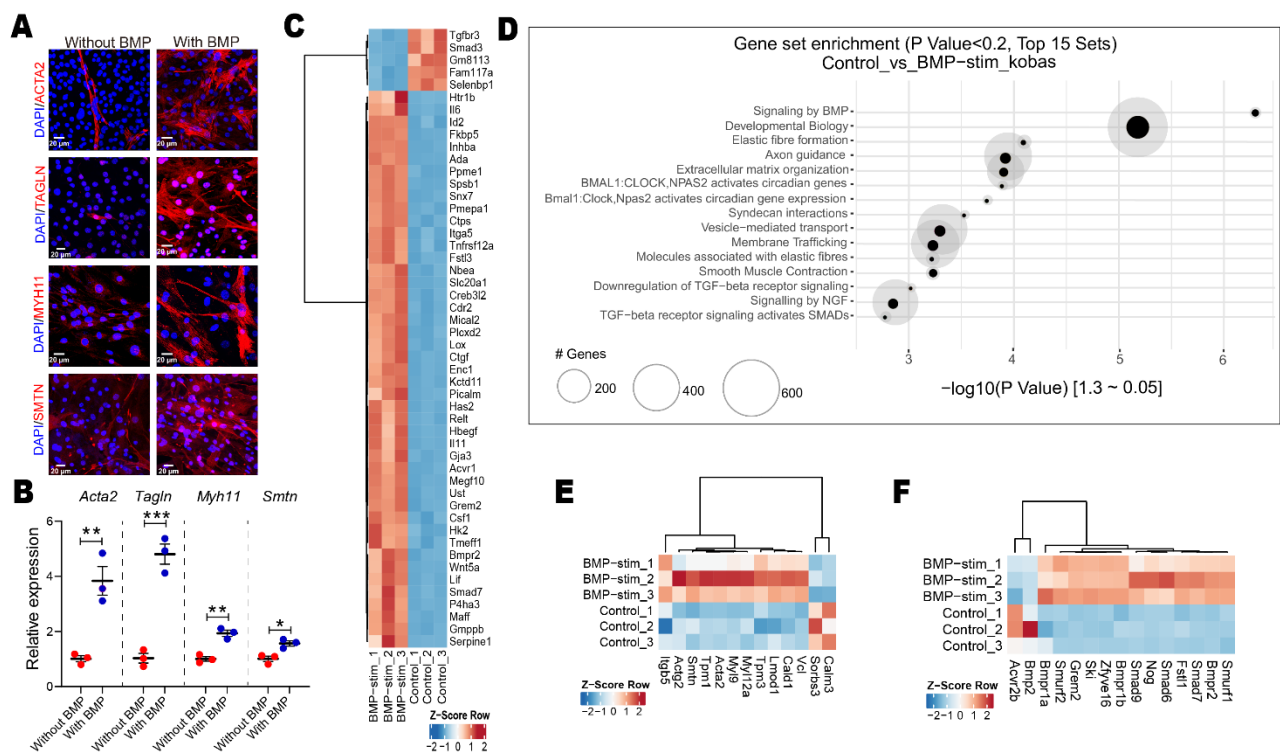 A
Without BMP
With BMP
DAPI/ACTA2
20 µm
20 µm
DAPI/TAGLN
20 µm
20 µm
DAPI/MYH11
20 µm
20 µm
DAPI/SMTN
20 µm
20 µm
B
Acta2
Tagln
Myh11
Smtn
**
***
**
*
Relative expression
6
4
2
0
Without BMP
With BMP
Without BMP
With BMP
Without BMP
With BMP
Without BMP
With BMP
C
Tgfbr3
Smad3
Gm8113
Fam117a
Selenbp1
Htr1b
Il6
Id2
Fkbp5
Inhba
Ada
Ppme1
Spsb1
Snx7
Pmepa1
Ctps
Itga5
Tnfrsf12a
Fstl3
Nbea
Slc20a1
Creb3l2
Cdr2
Mical2
Plcxd2
Lox
Ctgf
Enc1
Kctd11
Picalm
Has2
Relt
Hbegf
Il11
Gja3
Acvr1
Megf10
Ust
Grem2
Csf1
Hk2
Tmeff1
Bmpr2
Wnt5a
Lif
Smad7
P4ha3
Maff
Gmppb
Serpine1
BMP-stim_1
BMP-stim_2
BMP-stim_3
Control_1
Control_2
Control_3
Z-Score Row
-2 -1 0 1 2
D
Gene set enrichment (P Value<0.2, Top 15 Sets)
Control_vs_BMP-stim_kobas
Signaling by BMP
Developmental Biology
Elastic fibre formation
Axon guidance
Extracellular matrix organization
BMAL1:CLOCK,NPAS2 activates circadian genes
Bmal1:Clock,Npas2 activates circadian gene expression
Syndecan interactions
Vesicle-mediated transport
Membrane Trafficking
Molecules associated with elastic fibres
Smooth Muscle Contraction
Downregulation of TGF-beta receptor signaling
Signalling by NGF
TGF-beta receptor signaling activates SMADs
# Genes
200
400
600
3
4
5
6
-log10(P Value) [1.3 ~ 0.05]
E
BMP-stim_1
BMP-stim_2
BMP-stim_3
Control_1
Control_2
Control_3
Itgb5
Actg2
Smtn
Tpm1
Acta2
Myl9
Myl12a
Tpm3
Lmod1
Cald1
Vcl
Sorbs3
Calm3
Z-Score Row
-2 -1 0 1 2
F
BMP-stim_1
BMP-stim_2
BMP-stim_3
Control_1
Control_2
Control_3
Acvr2b
Bmp2
Bmpr1a
Smurf2
Grem2
Ski
Zfyve16
Bmpr1b
Smad9
Nog
Smad6
Fstl1
Smad7
Bmpr2
Smurf1
Z-Score Row
-2 -1 0 1 2